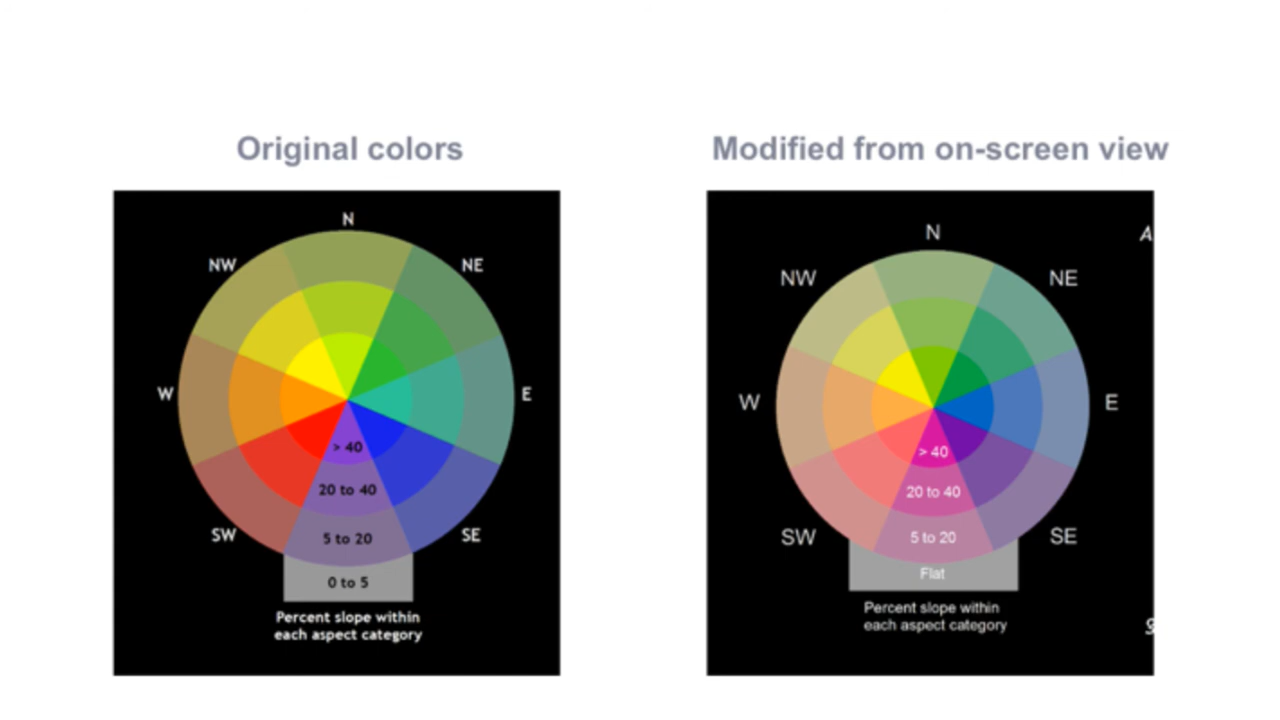 Original colors
N
NW
NE
W
E
> 40
20 to 40
SW
5 to 20
SE
0 to 5
Percent slope within
each aspect category
Modified from on-screen view
N
A
NW
NE
W
E
> 40
20 to 40
SW
5 to 20
SE
Flat
Percent slope within
each aspect category